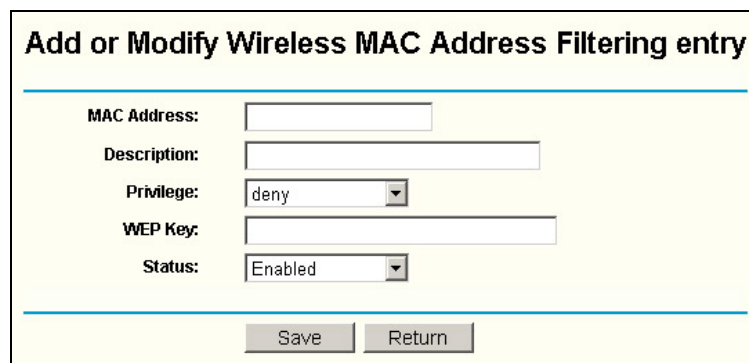 Add or Modify Wireless MAC Address Filtering entry
MAC Address:
Description:
Privilege: deny
WEP Key:
Status: Enabled
Save Return